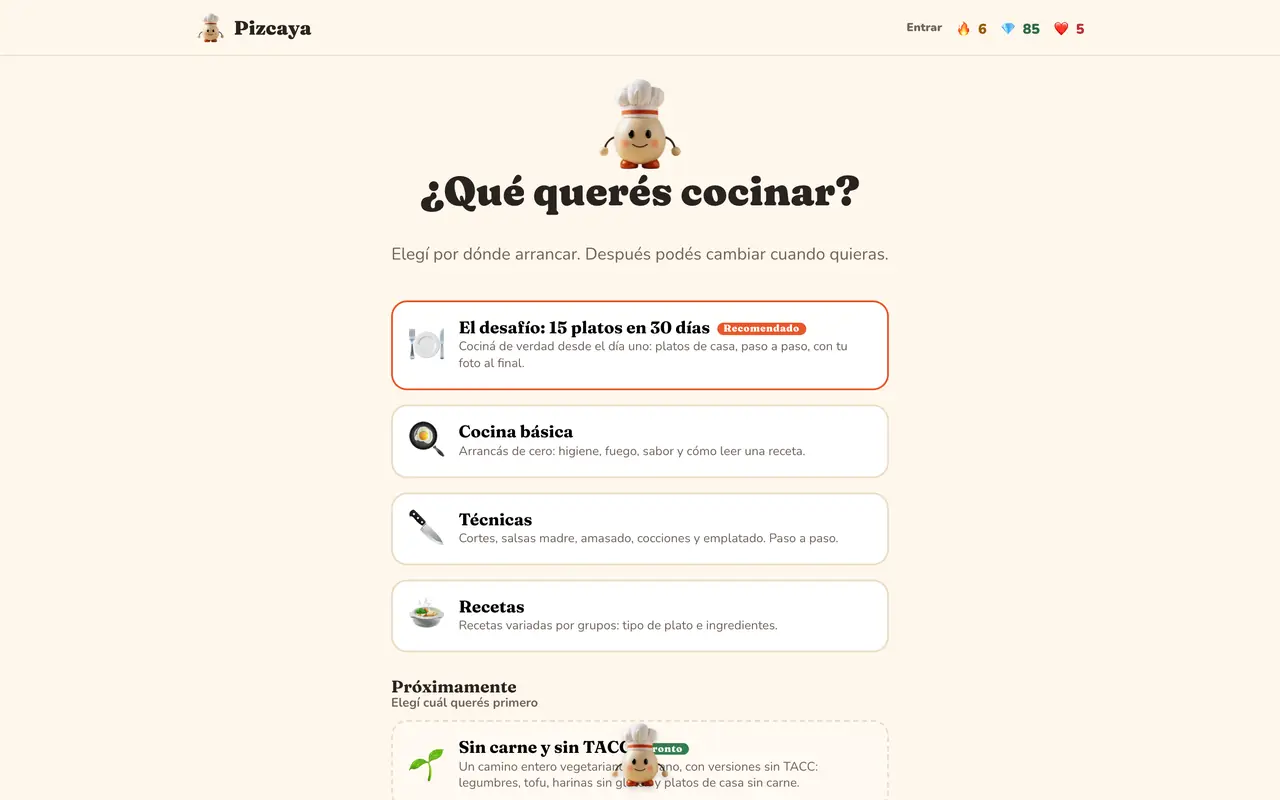 Pizcaya
Entrar 6 85 5
¿Qué querés cocinar?
Elegí por dónde arrancar. Después podés cambiar cuando quieras.
El desafío: 15 platos en 30 días Recomendado
Cociná de verdad desde el día uno: platos de casa, paso a paso, con tu
foto al final.
Cocina básica
Arrancás de cero: higiene, fuego, sabor y cómo leer una receta.
Técnicas
Cortes, salsas madre, amasado, cocciones y emplatado. Paso a paso.
Recetas
Recetas variadas por grupos: tipo de plato e ingredientes.
Próximamente
Elegí cuál querés primero
Sin carne y sin TACC
Un camino entero con versiones sin TACC:
legumbres, tofu, harinas sin y platos de casa sin carne.